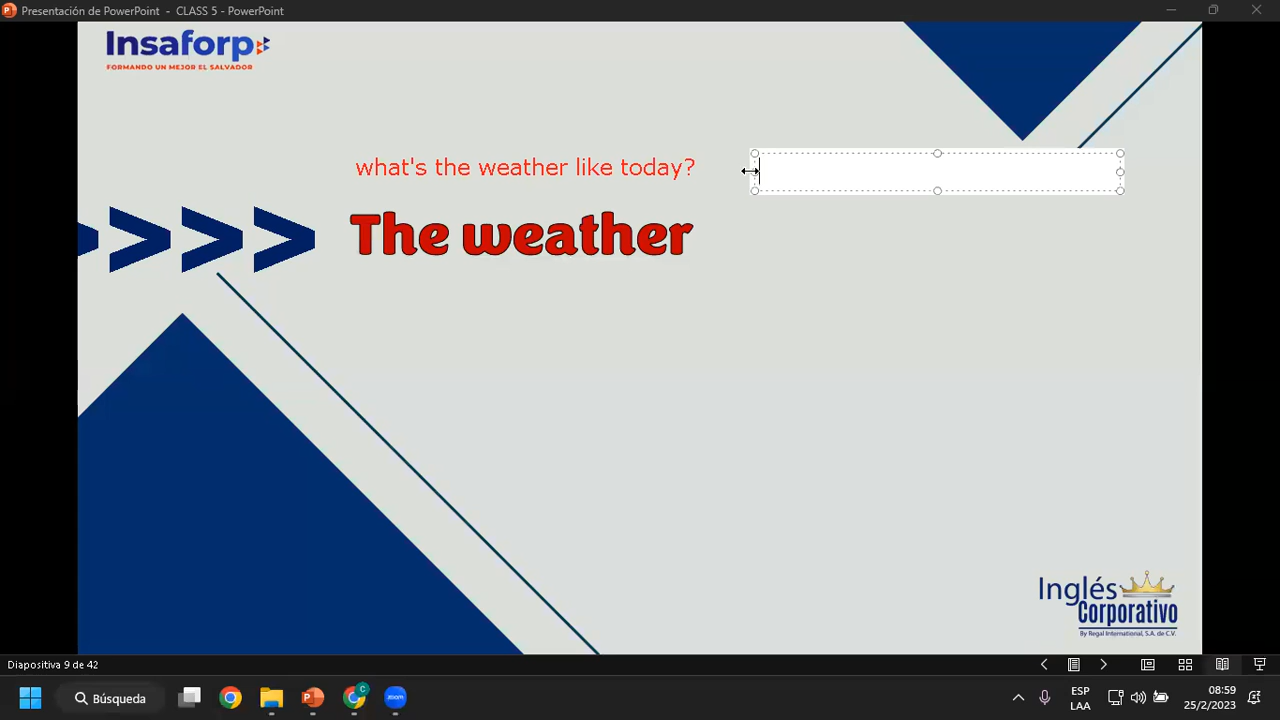 Presentación de PowerPoint - CLASS 5 - PowerPoint
Insaforp
FORMANDO UN MEJOR EL SALVADOR
what's the weather like today?
>>>>
The weather
Inglés
Corporativo
By Regal International, S.A. de C.V.
Diapositiva 9 de 42
Búsqueda
zoom
ESP
LAA
08:59
25/2/2023